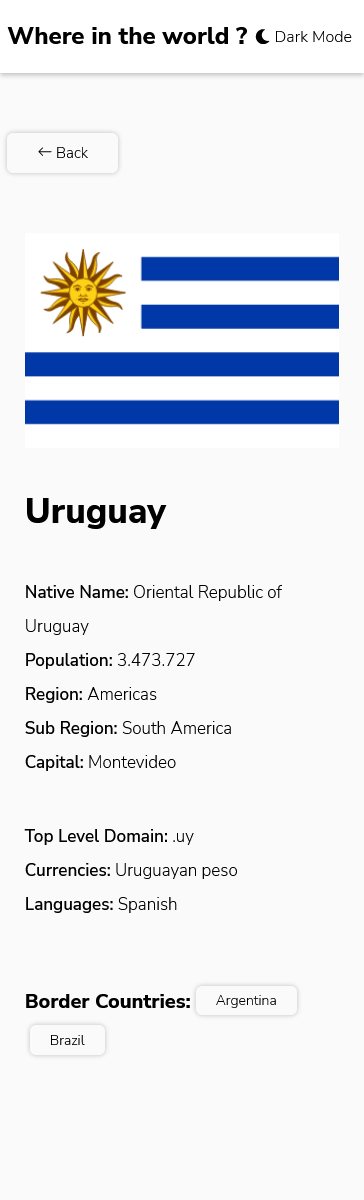 Where in the world ? Dark Mode
← Back
Uruguay
Native Name: Oriental Republic of
Uruguay
Population: 3.473.727
Region: Americas
Sub Region: South America
Capital: Montevideo
Top Level Domain: .uy
Currencies: Uruguayan peso
Languages: Spanish
Border Countries: Argentina
Brazil